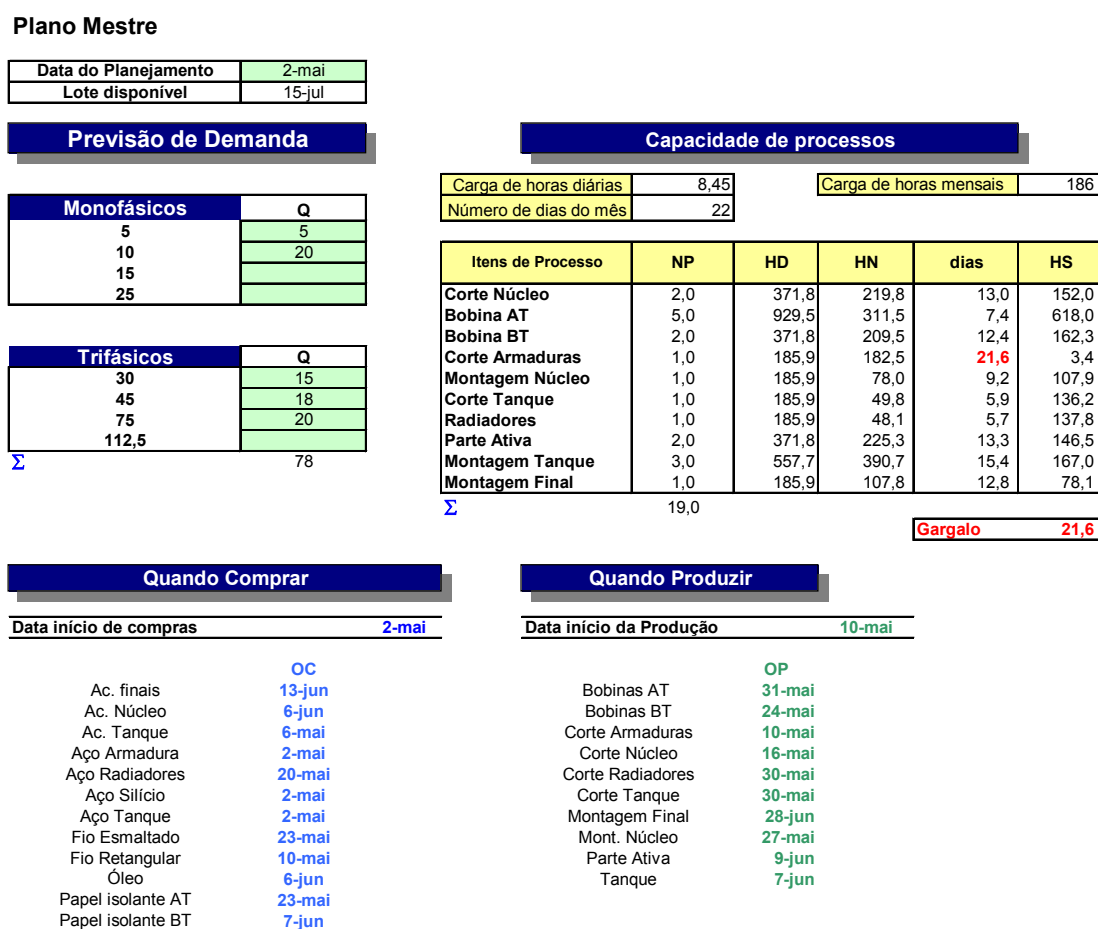 Plano Mestre
Data do Planejamento 2-mai
Lote disponível 15-jul
Previsão de Demanda
Monofásicos Q
5 5
10 20
15
25
Trifásicos Q
30 15
45 18
75 20
112,5
Σ 78
Capacidade de processos
Carga de horas diárias 8,45 Carga de horas mensais 186
Número de dias do mês 22
Itens de Processo NP HD HN dias HS
Corte Núcleo 2,0 371,8 219,8 13,0 152,0
Bobina AT 5,0 929,5 311,5 7,4 618,0
Bobina BT 2,0 371,8 209,5 12,4 162,3
Corte Armaduras 1,0 185,9 182,5 21,6 3,4
Montagem Núcleo 1,0 185,9 78,0 9,2 107,9
Corte Tanque 1,0 185,9 49,8 5,9 136,2
Radiadores 1,0 185,9 48,1 5,7 137,8
Parte Ativa 2,0 371,8 225,3 13,3 146,5
Montagem Tanque 3,0 557,7 390,7 15,4 167,0
Montagem Final 1,0 185,9 107,8 12,8 78,1
Σ 19,0
Gargalo 21,6
Quando Comprar
Data início de compras 2-mai
OC
Ac. finais 13-jun
Ac. Núcleo 6-jun
Ac. Tanque 6-mai
Aço Armadura 2-mai
Aço Radiadores 20-mai
Aço Silício 2-mai
Aço Tanque 2-mai
Fio Esmaltado 23-mai
Fio Retangular 10-mai
Óleo 6-jun
Papel isolante AT 23-mai
Papel isolante BT 7-jun
Quando Produzir
Data início da Produção 10-mai
OP
Bobinas AT 31-mai
Bobinas BT 24-mai
Corte Armaduras 10-mai
Corte Núcleo 16-mai
Corte Radiadores 30-mai
Corte Tanque 30-mai
Montagem Final 28-jun
Mont. Núcleo 27-mai
Parte Ativa 9-jun
Tanque 7-jun